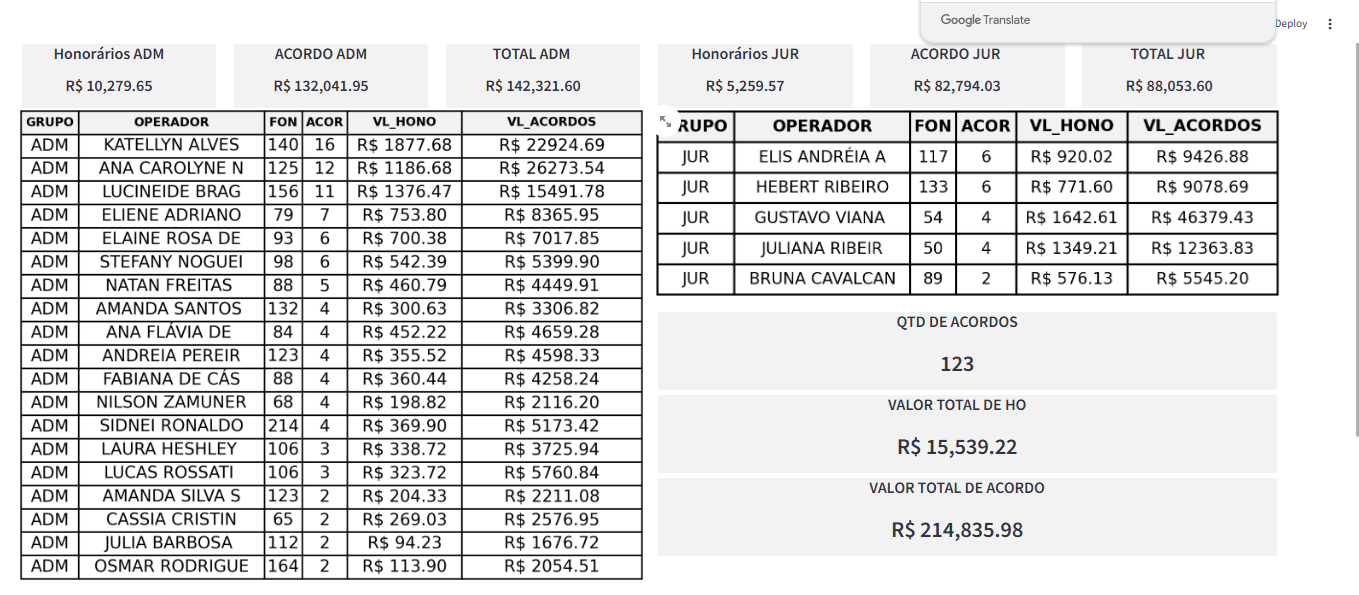 Google Translate
Deploy
Honorários ADM
R$ 10,279.65
ACORDO ADM
R$ 132,041.95
TOTAL ADM
R$ 142,321.60
Honorários JUR
R$ 5,259.57
ACORDO JUR
R$ 82,794.03
TOTAL JUR
R$ 88,053.60
GRUPO OPERADOR FON ACOR VL_HONO VL_ACORDOS
ADM KATELLYN ALVES 140 16 R$ 1877.68 R$ 22924.69
ADM ANA CAROLYNE N 125 12 R$ 1186.68 R$ 26273.54
ADM LUCINEIDE BRAG 156 11 R$ 1376.47 R$ 15491.78
ADM ELIENE ADRIANO 79 7 R$ 753.80 R$ 8365.95
ADM ELAINE ROSA DE 93 6 R$ 700.38 R$ 7017.85
ADM STEFANY NOGUEI 98 6 R$ 542.39 R$ 5399.90
ADM NATAN FREITAS 88 5 R$ 460.79 R$ 4449.91
ADM AMANDA SANTOS 132 4 R$ 300.63 R$ 3306.82
ADM ANA FLÁVIA DE 84 4 R$ 452.22 R$ 4659.28
ADM ANDREIA PEREIR 123 4 R$ 355.52 R$ 4598.33
ADM FABIANA DE CÁS 88 4 R$ 360.44 R$ 4258.24
ADM NILSON ZAMUNER 68 4 R$ 198.82 R$ 2116.20
ADM SIDNEI RONALDO 214 4 R$ 369.90 R$ 5173.42
ADM LAURA HESHLEY 106 3 R$ 338.72 R$ 3725.94
ADM LUCAS ROSSATI 106 3 R$ 323.72 R$ 5760.84
ADM AMANDA SILVA S 123 2 R$ 204.33 R$ 2211.08
ADM CASSIA CRISTIN 65 2 R$ 269.03 R$ 2576.95
ADM JULIA BARBOSA 112 2 R$ 94.23 R$ 1676.72
ADM OSMAR RODRIGUE 164 2 R$ 113.90 R$ 2054.51
RUPO OPERADOR FON ACOR VL_HONO VL_ACORDOS
JUR ELIS ANDRÉIA A 117 6 R$ 920.02 R$ 9426.88
JUR HEBERT RIBEIRO 133 6 R$ 771.60 R$ 9078.69
JUR GUSTAVO VIANA 54 4 R$ 1642.61 R$ 46379.43
JUR JULIANA RIBEIR 50 4 R$ 1349.21 R$ 12363.83
JUR BRUNA CAVALCAN 89 2 R$ 576.13 R$ 5545.20
QTD DE ACORDOS
123
VALOR TOTAL DE HO
R$ 15,539.22
VALOR TOTAL DE ACORDO
R$ 214,835.98